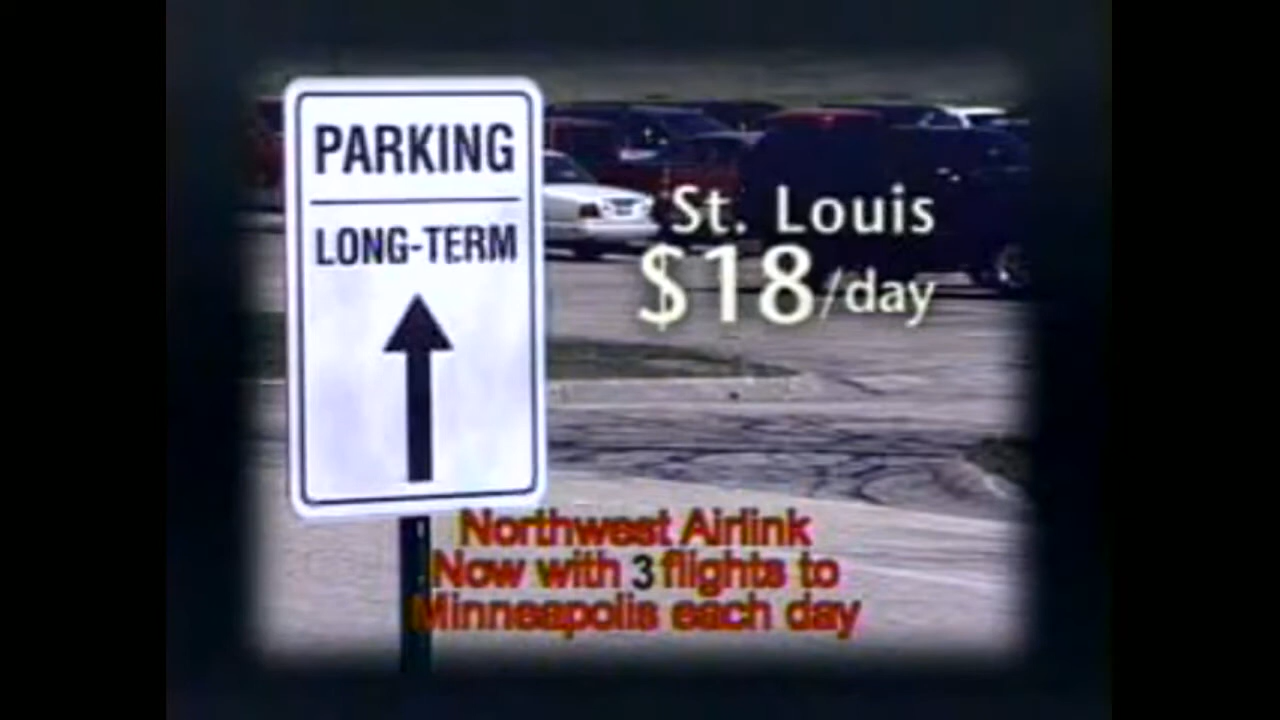 PARKING
LONG-TERM
St. Louis
$18/day
Northwest Airlink
Now with 3 flights to
Minneapolis each day